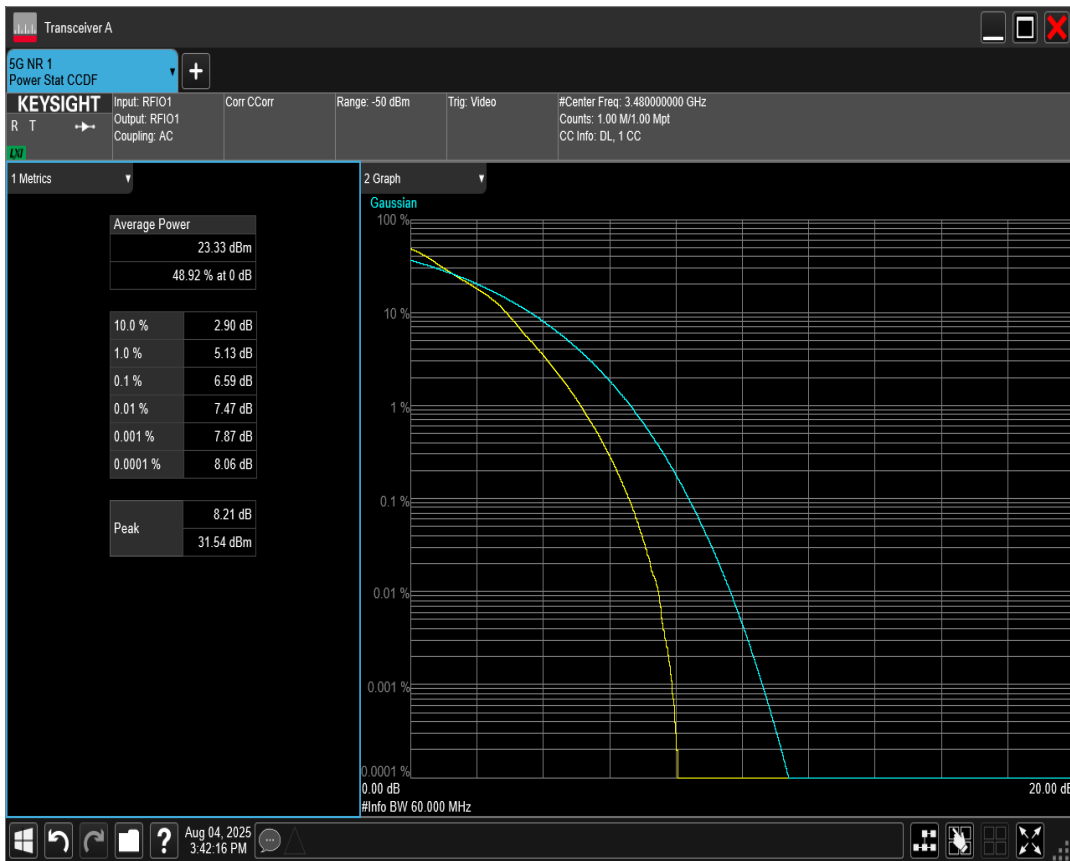 Transceiver A
5G NR 1
Power Stat CCDF
+
KEYSIGHT
R T
LXI
Input: RFIO1
Output: RFIO1
Coupling: AC
Corr CCorr
Range: -50 dBm
Trig: Video
#Center Freq: 3.480000000 GHz
Counts: 1.00 M/1.00 Mpt
CC Info: DL, 1 CC
1 Metrics
Average Power
23.33 dBm
48.92 % at 0 dB
10.0 % 2.90 dB
1.0 % 5.13 dB
0.1 % 6.59 dB
0.01 % 7.47 dB
0.001 % 7.87 dB
0.0001 % 8.06 dB
Peak
8.21 dB
31.54 dBm
2 Graph
Gaussian
100 %
10 %
1 %
0.1 %
0.01 %
0.001 %
0.0001 %
0.00 dB
20.00 dB
#Info BW 60.000 MHz
?
Aug 04, 2025
3:42:16 PM